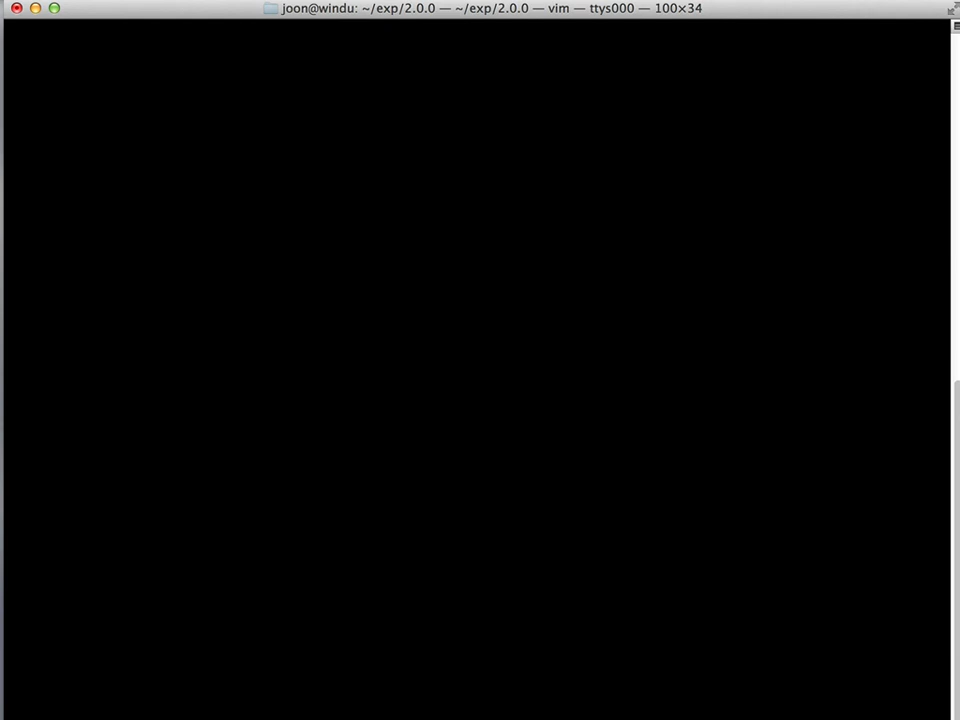 joon@windu: ~/exp/2.0.0 — ~/exp/2.0.0 — vim — ttys000 — 100×34